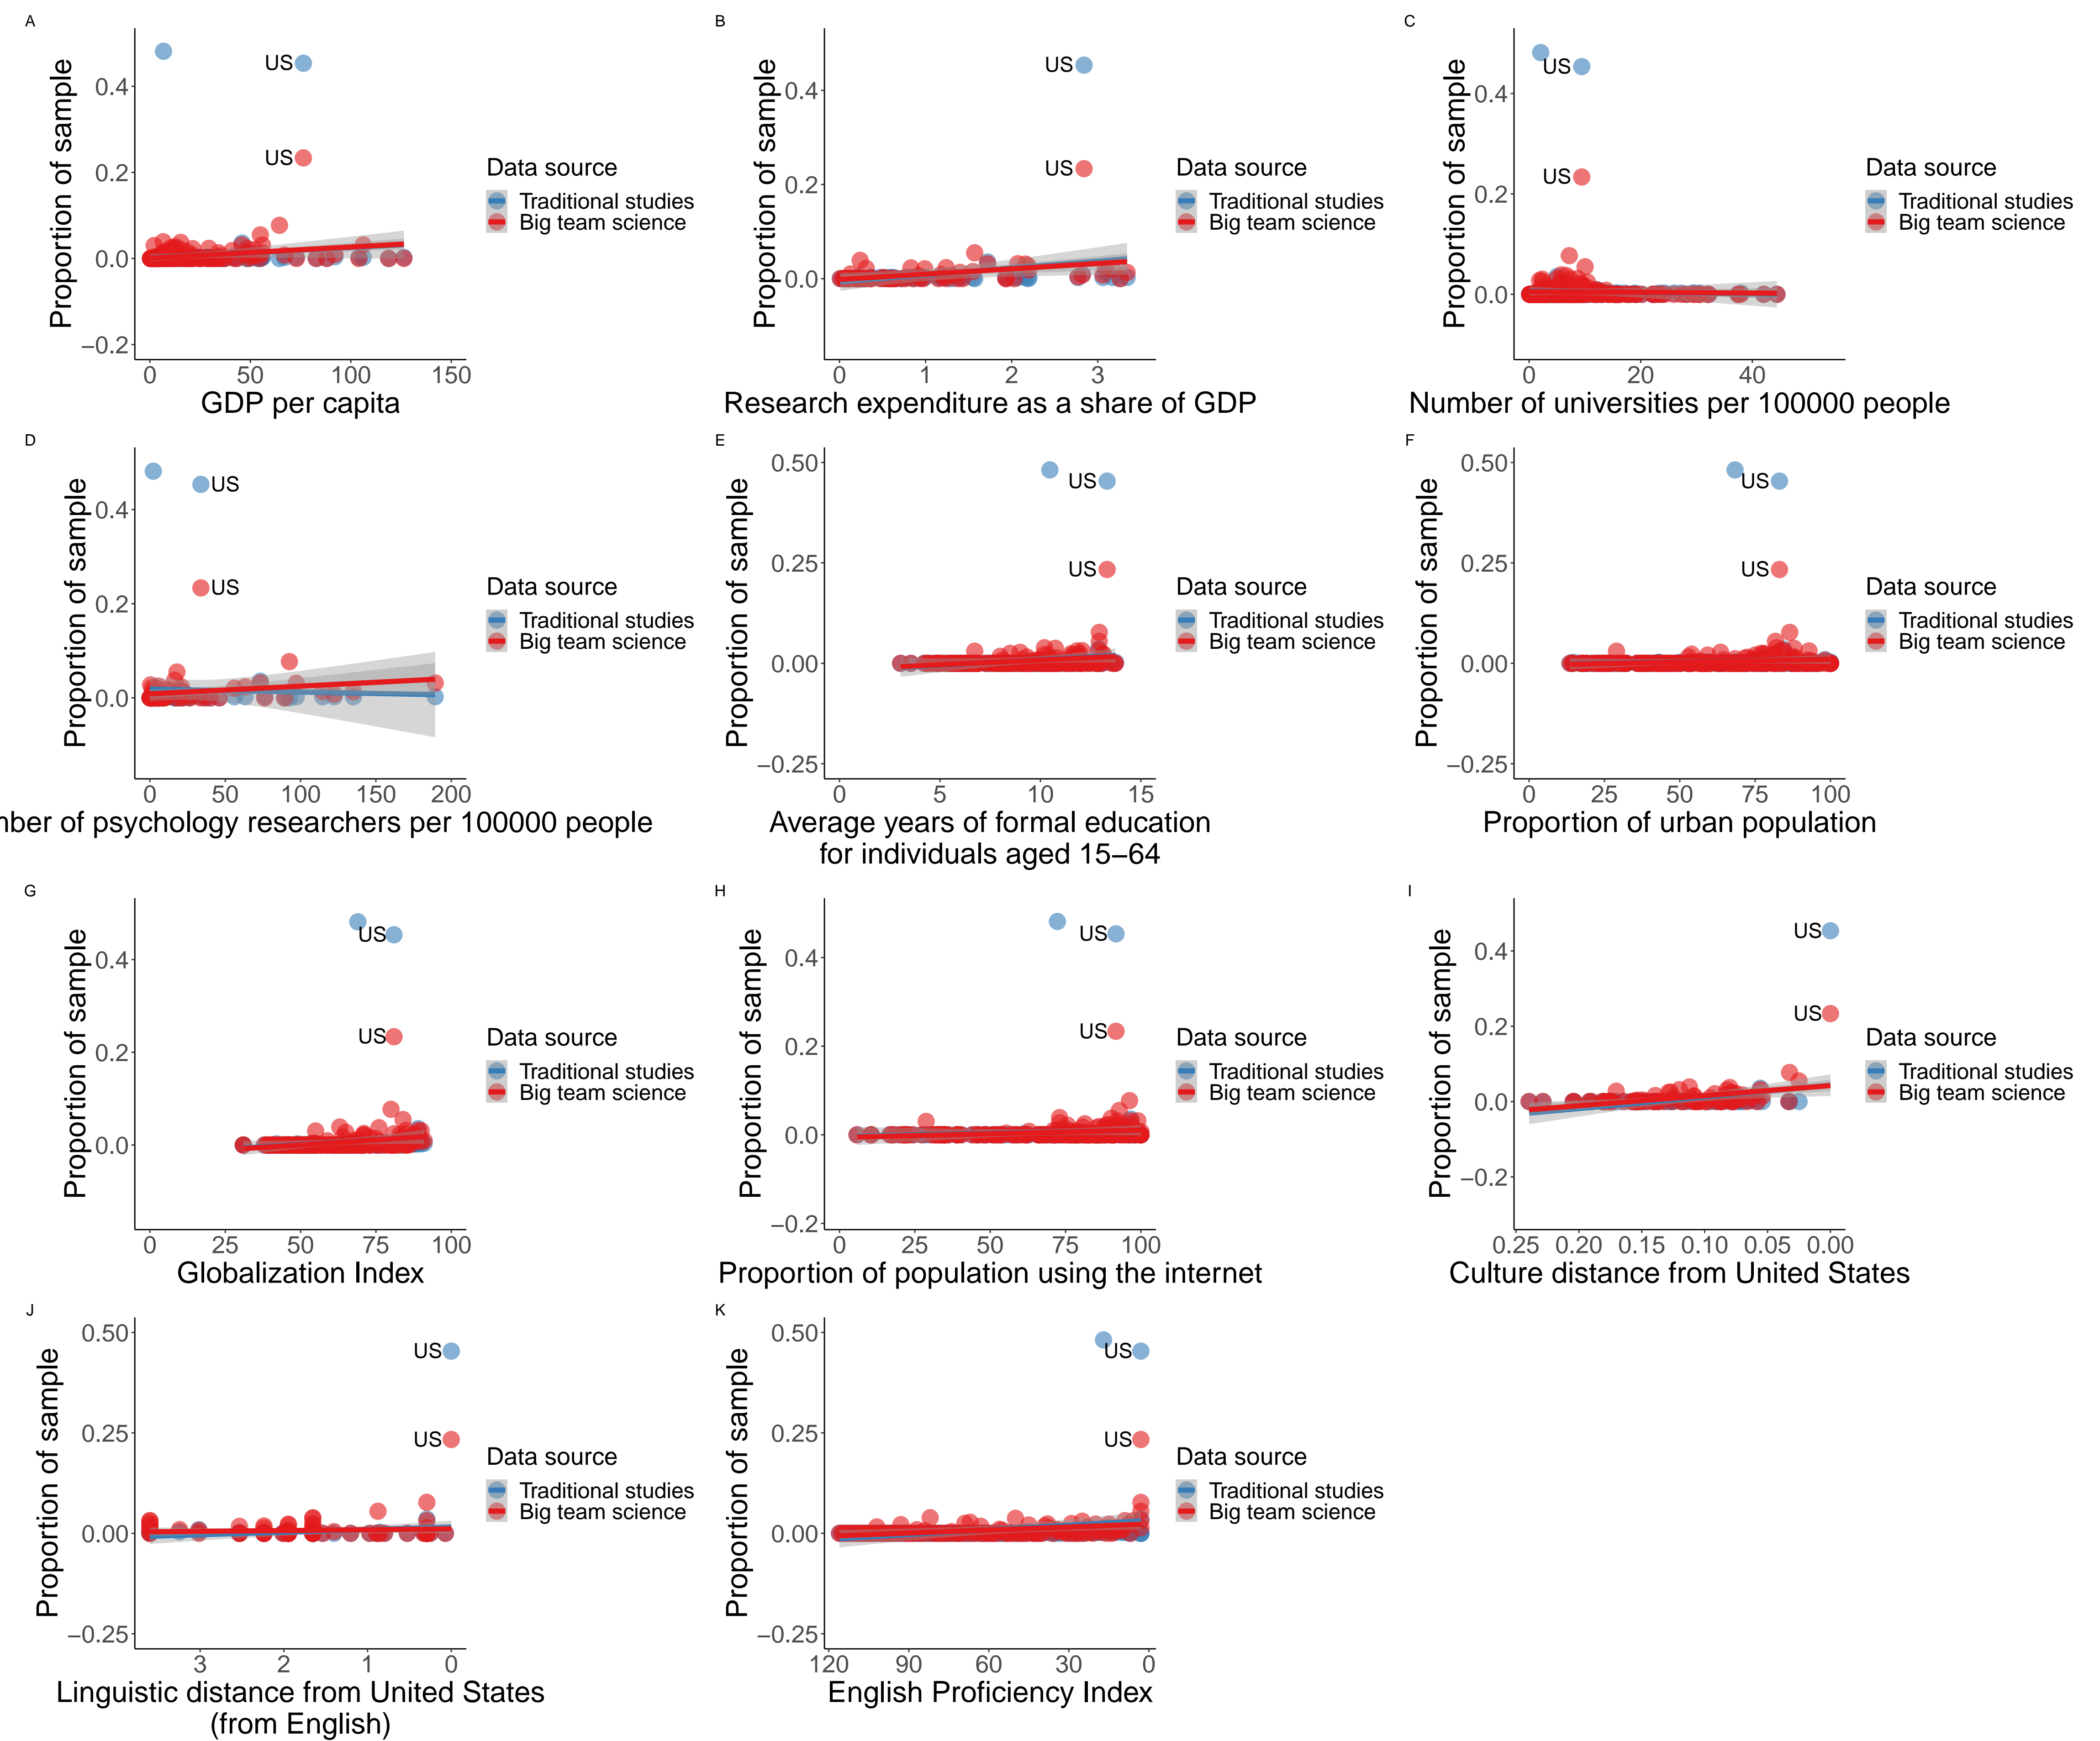 A
Proportion of sample
0.4
0.2
0.0
−0.2
US
US
0
50
100
150
GDP per capita
Data source
Traditional studies
Big team science
B
Proportion of sample
0.4
0.2
0.0
US
US
0
1
2
3
Research expenditure as a share of GDP
Data source
Traditional studies
Big team science
C
Proportion of sample
0.4
0.2
0.0
US
US
0
20
40
Number of universities per 100000 people
Data source
Traditional studies
Big team science
D
Proportion of sample
0.4
0.2
0.0
US
US
0
50
100
150
200
of psychology researchers per 100000 people
Data source
Traditional studies
Big team science
E
Proportion of sample
0.50
0.25
0.00
−0.25
US
US
0
5
10
15
Average years of formal education
for individuals aged 15−64
Data source
Traditional studies
Big team science
F
Proportion of sample
0.50
0.25
0.00
−0.25
US
US
0
25
50
75
100
Proportion of urban population
Data source
Traditional studies
Big team science
G
Proportion of sample
0.4
0.2
0.0
US
US
0
25
50
75
100
Globalization Index
Data source
Traditional studies
Big team science
H
Proportion of sample
0.4
0.2
0.0
−0.2
US
US
0
25
50
75
100
Proportion of population using the internet
Data source
Traditional studies
Big team science
I
Proportion of sample
0.4
0.2
0.0
−0.2
US
US
0.25
0.20
0.15
0.10
0.05
0.00
Culture distance from United States
Data source
Traditional studies
Big team science
J
Proportion of sample
0.50
0.25
0.00
−0.25
US
US
3
2
1
0
Linguistic distance from United States
(from English)
Data source
Traditional studies
Big team science
K
Proportion of sample
0.50
0.25
0.00
−0.25
US
US
120
90
60
30
0
English Proficiency Index
Data source
Traditional studies
Big team science